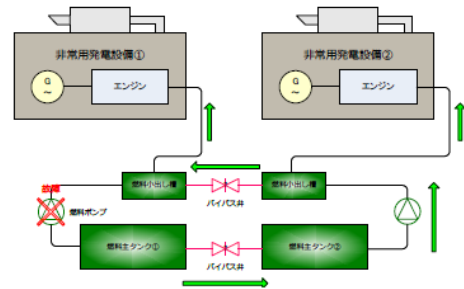 非常用発電設備①
非常用発電設備②
G
~
エンジン
G
~
エンジン
故障
燃料小出し槽
燃料小出し槽
バイパス弁
燃料ポンプ
燃料主タンク①
燃料主タンク②
バイパス弁